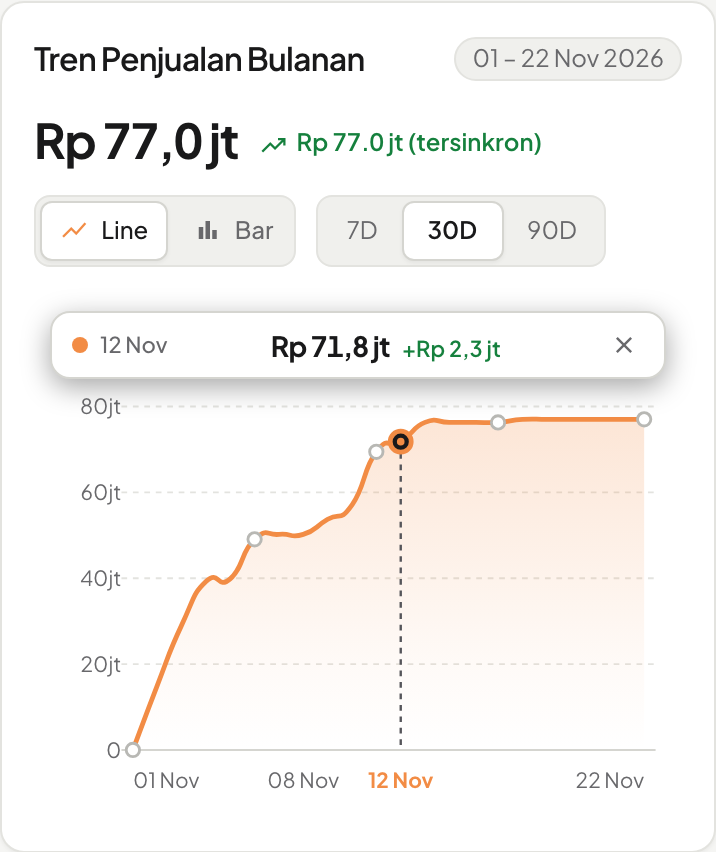 Tren Penjualan Bulanan
01 – 22 Nov 2026
Rp 77,0 jt
Rp 77.0 jt (tersinkron)
Line
Bar
7D
30D
90D
12 Nov
Rp 71,8 jt
+Rp 2,3 jt
80jt
60jt
40jt
20jt
0
01 Nov
08 Nov
12 Nov
22 Nov